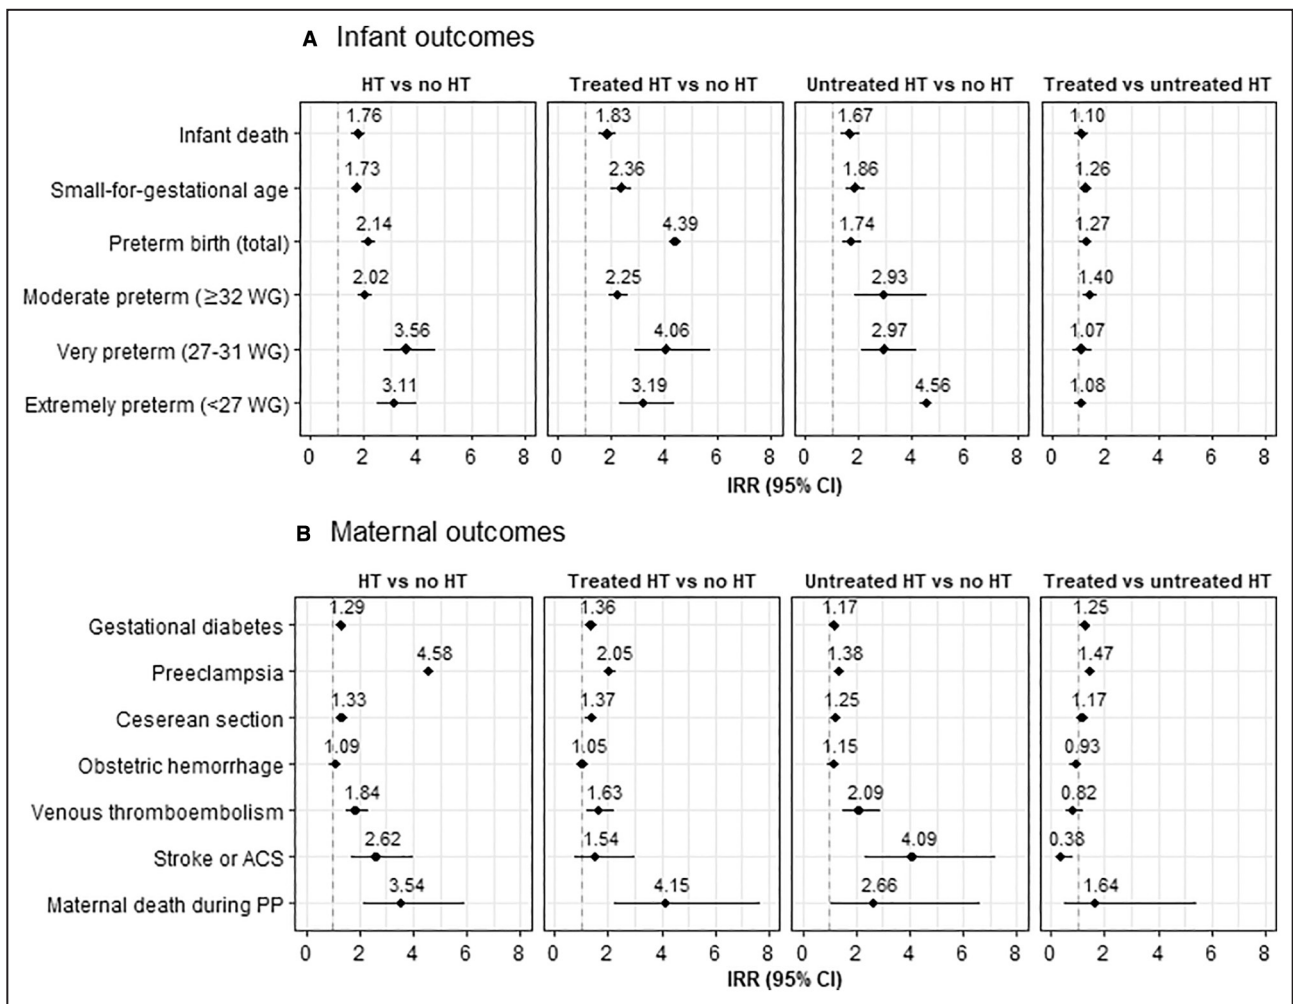 A Infant outcomes
HT vs no HT Treated HT vs no HT Untreated HT vs no HT Treated vs untreated HT
Infant death 1.76 1.83 1.67 1.10
Small-for-gestational age 1.73 2.36 1.86 1.26
Preterm birth (total) 2.14 4.39 1.74 1.27
Moderate preterm (≥32 WG) 2.02 2.25 2.93 1.40
Very preterm (27-31 WG) 3.56 4.06 2.97 1.07
Extremely preterm (<27 WG) 3.11 3.19 4.56 1.08
0 2 4 6 8 0 2 4 6 8 0 2 4 6 8 0 2 4 6 8
IRR (95% CI)
B Maternal outcomes
HT vs no HT Treated HT vs no HT Untreated HT vs no HT Treated vs untreated HT
Gestational diabetes 1.29 1.36 1.17 1.25
Preeclampsia 4.58 2.05 1.38 1.47
Ceserean section 1.33 1.37 1.25 1.17
Obstetric hemorrhage 1.09 1.05 1.15 0.93
Venous thromboembolism 1.84 1.63 2.09 0.82
Stroke or ACS 2.62 1.54 4.09 0.38
Maternal death during PP 3.54 4.15 2.66 1.64
0 2 4 6 8 0 2 4 6 8 0 2 4 6 8 0 2 4 6 8
IRR (95% CI)